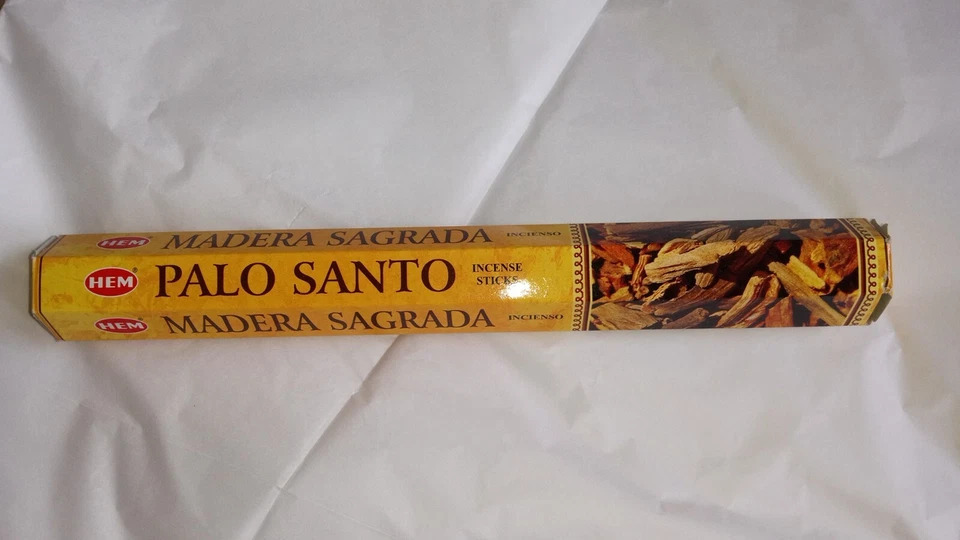 HEM MADERA SAGRADA INCIENSO
HEM PALO SANTO INCENSE
STICKS
HEM MADERA SAGRADA INCIENSO